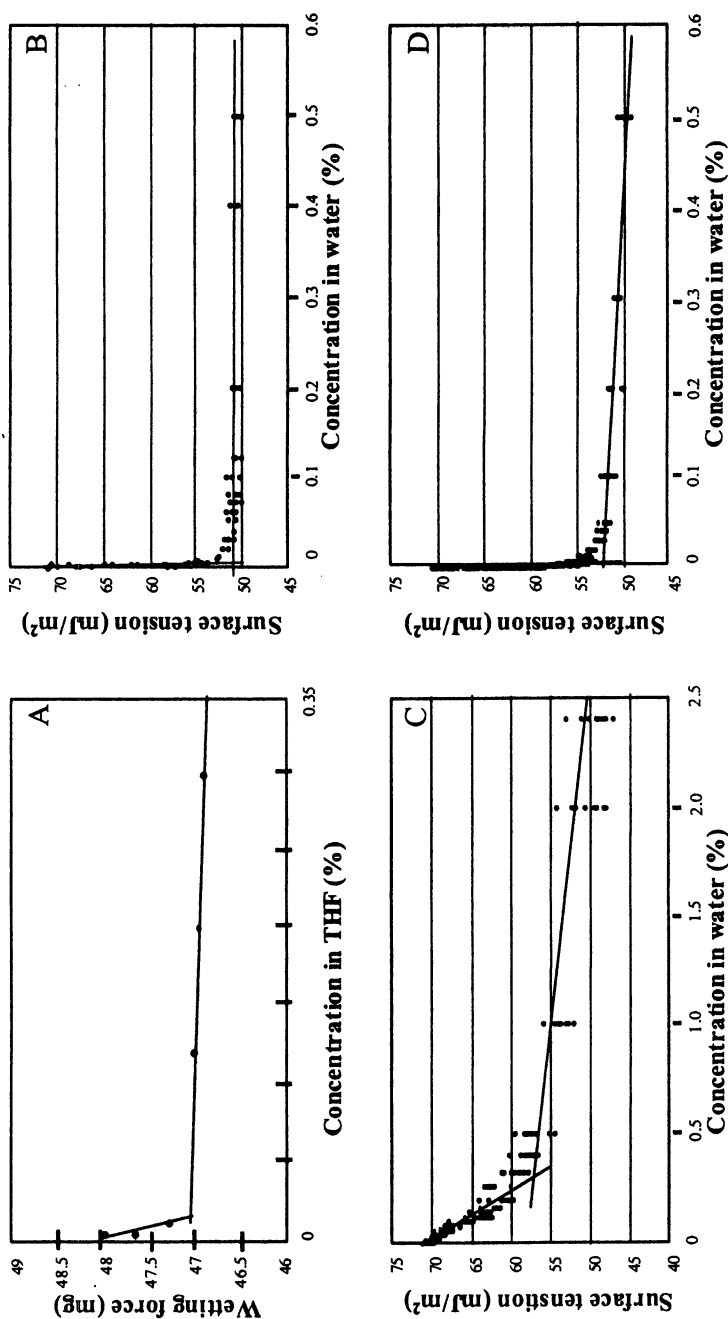 A
Wetting force (mg)
49
48.5
48
47.5
47
46.5
46
0 0.35
Concentration in THF (%)
B
Surface tension (mJ/m²)
75
70
65
60
55
50
45
0 0.1 0.2 0.3 0.4 0.5 0.6
Concentration in water (%)
C
Surface tenstion (mJ/m²)
75
70
65
60
55
50
45
40
0 0.5 1.0 1.5 2.0 2.5
Concentration in water (%)
D
Surface tension (mJ/m²)
75
70
65
60
55
50
45
0 0.1 0.2 0.3 0.4 0.5 0.6
Concentration in water (%)